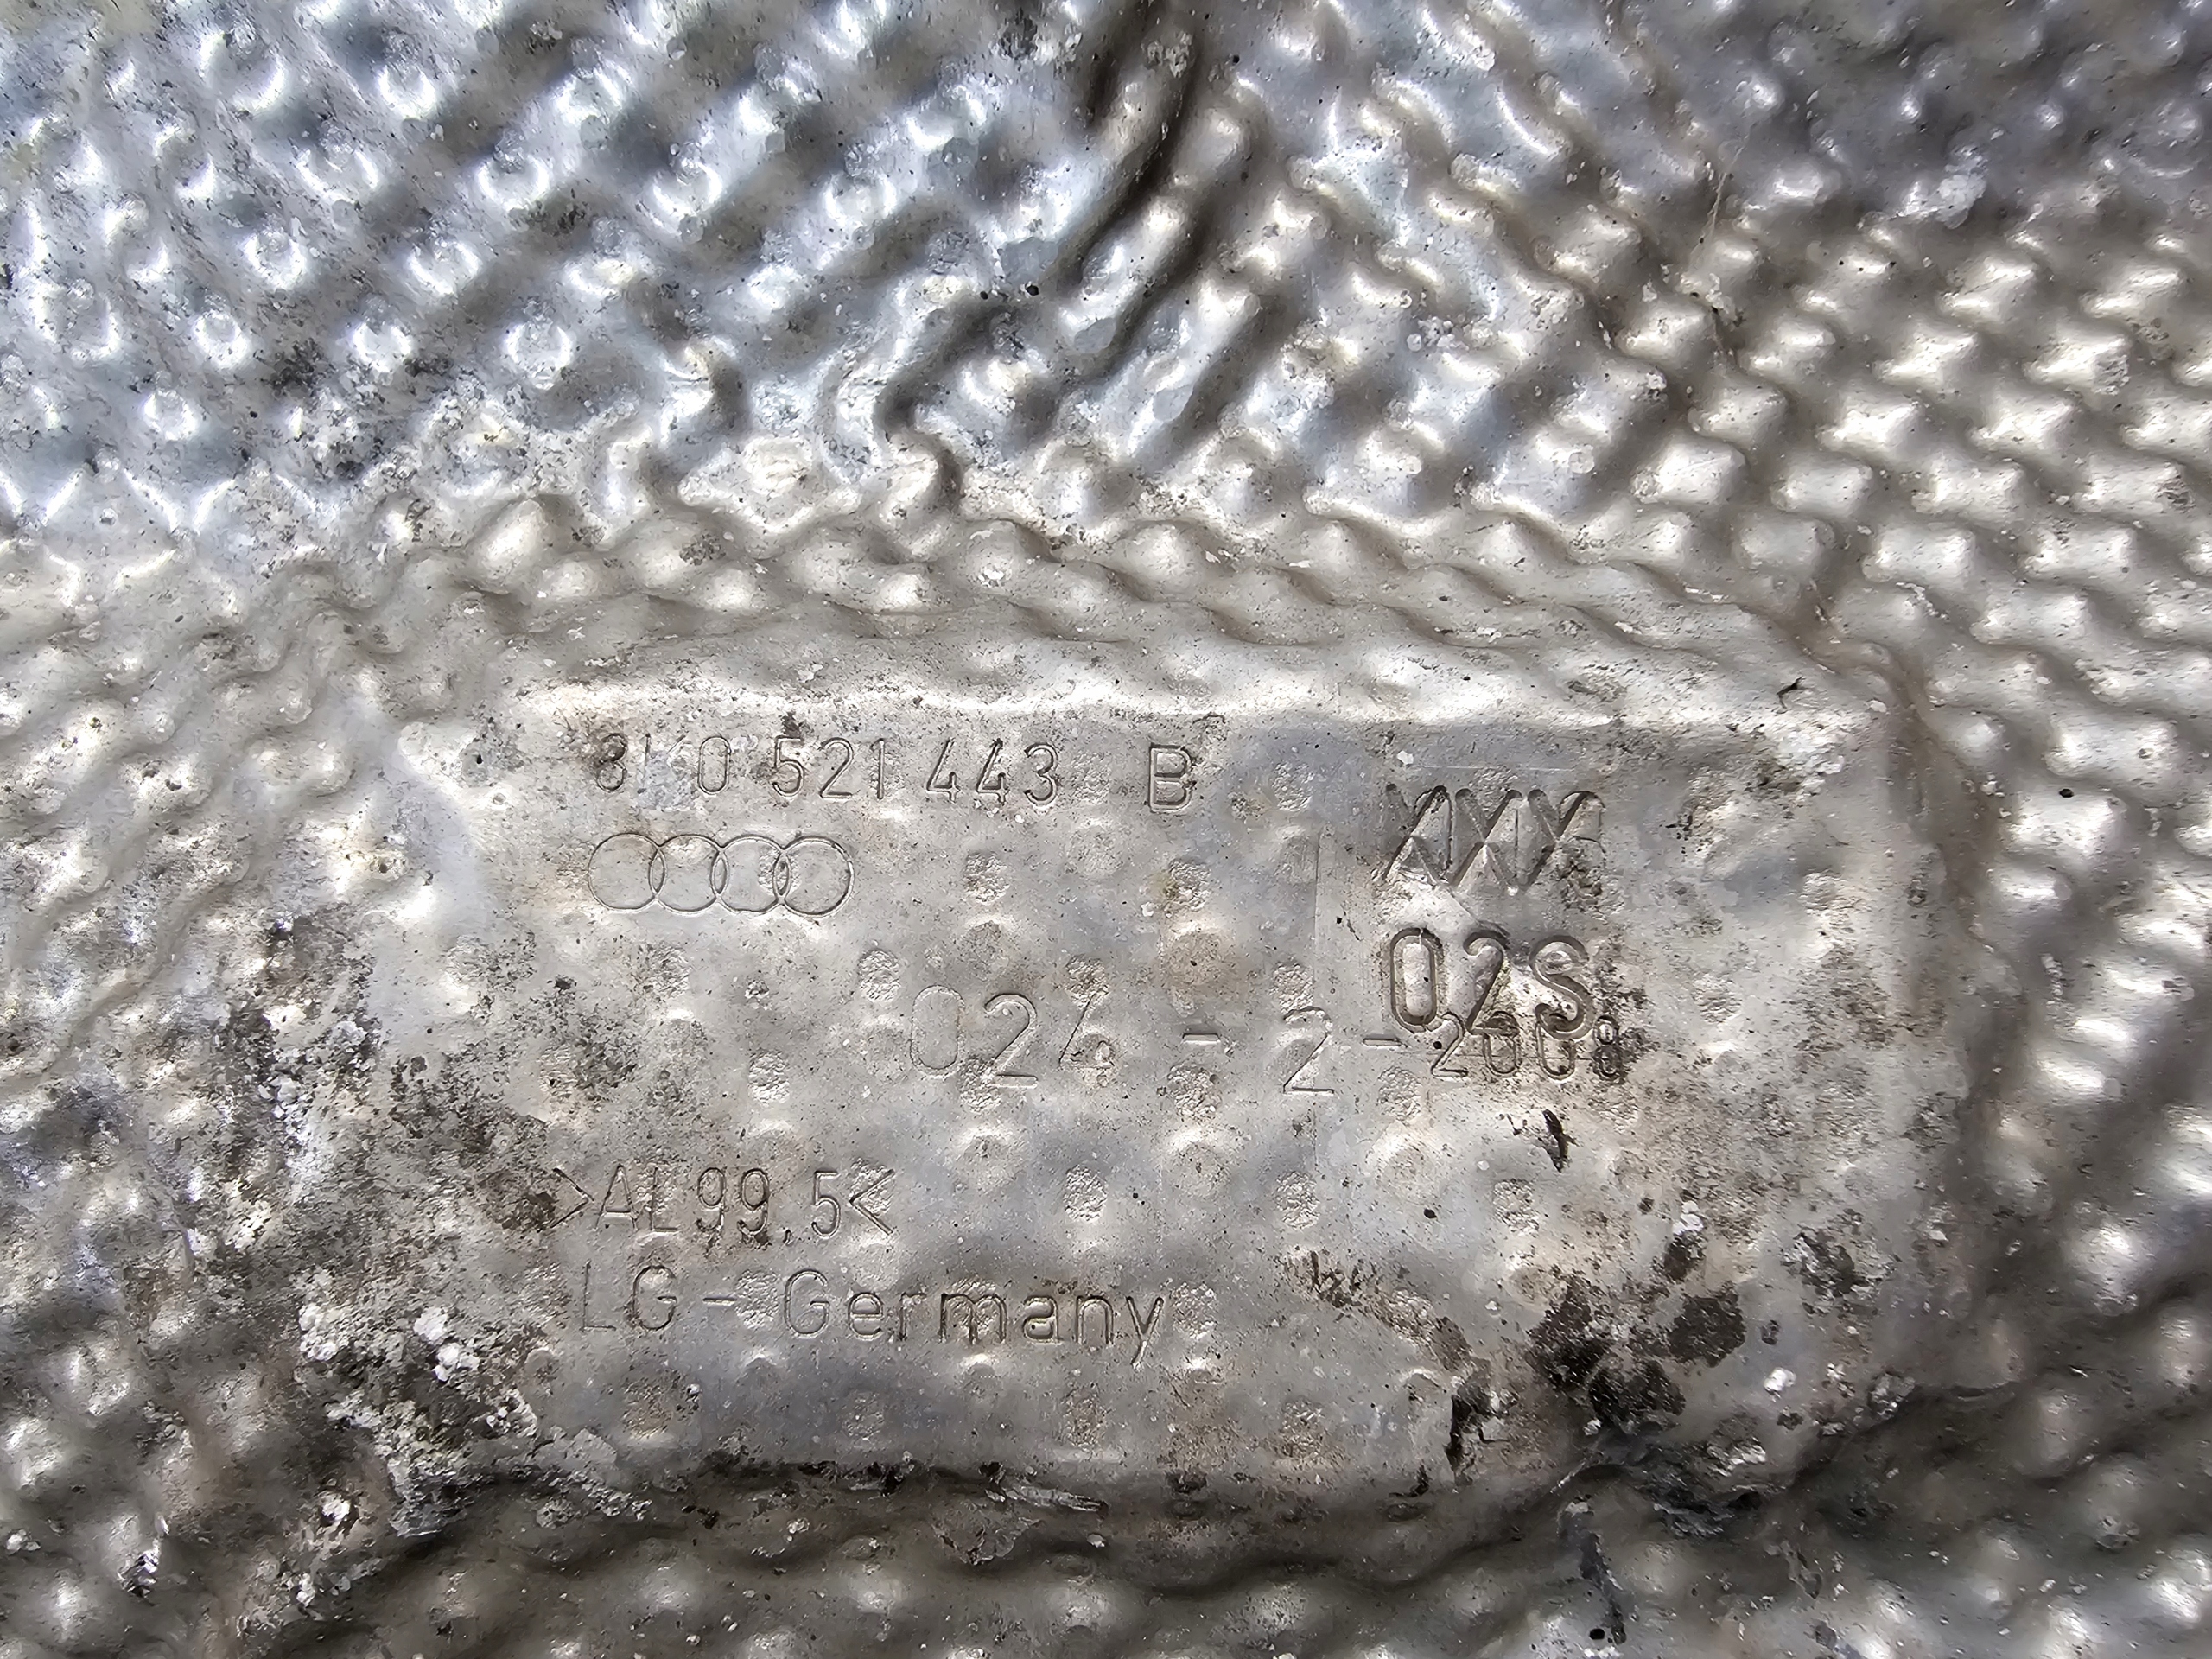 8K0 521 443 B
02S
024 - 2 - 2008
>AL99.5<
LG - Germany